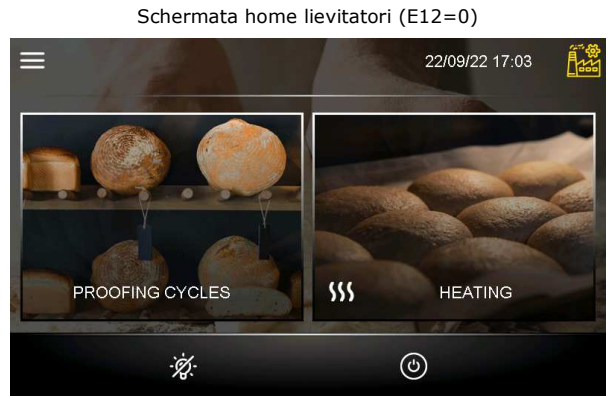 Schermata home lievitatori (E12=0)
22/09/22 17:03
PROOFING CYCLES
HEATING